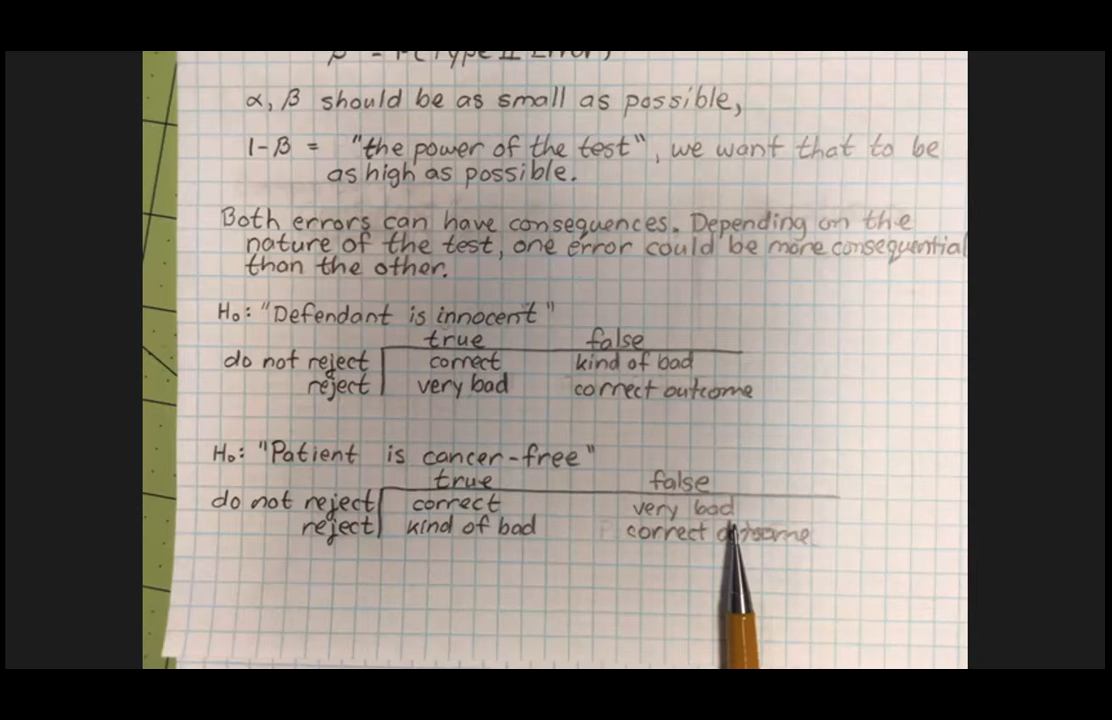 β = P(Type II Error)
α, β should be as small as possible,
1-β = "the power of the test", we want that to be
as high as possible.
Both errors can have consequences. Depending on the
nature of the test, one error could be more consequential
than the other.
H₀: "Defendant is innocent"
true false
do not reject correct kind of bad
reject very bad correct outcome
H₀: "Patient is cancer-free"
true false
do not reject correct very bad
reject kind of bad correct outcome